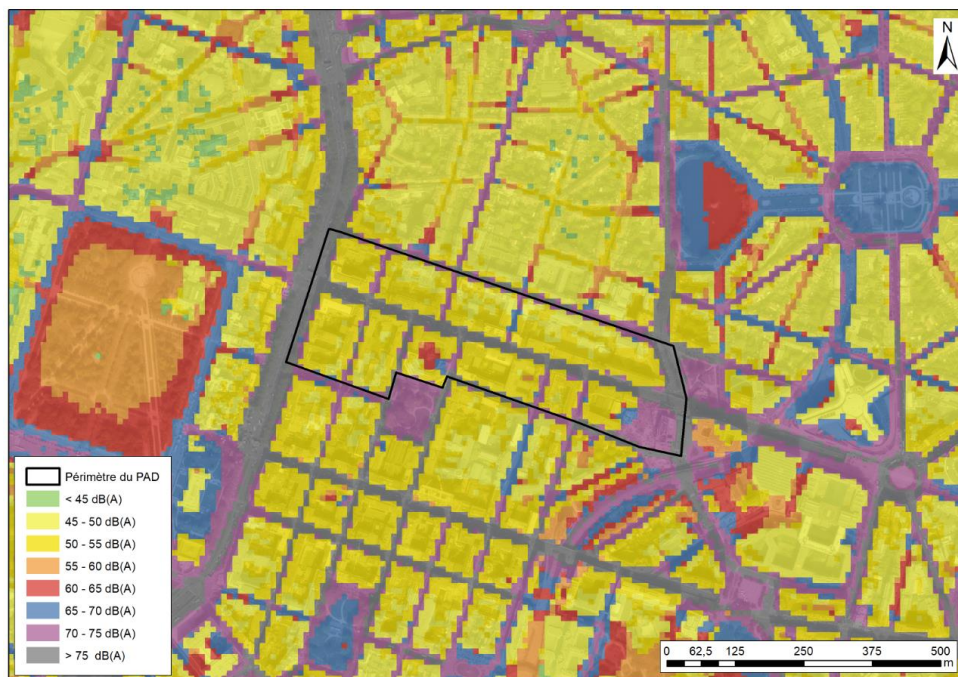 N
Périmètre du PAD
< 45 dB(A)
45 - 50 dB(A)
50 - 55 dB(A)
55 - 60 dB(A)
60 - 65 dB(A)
65 - 70 dB(A)
70 - 75 dB(A)
> 75 dB(A)
0 62,5 125 250 375 500
m